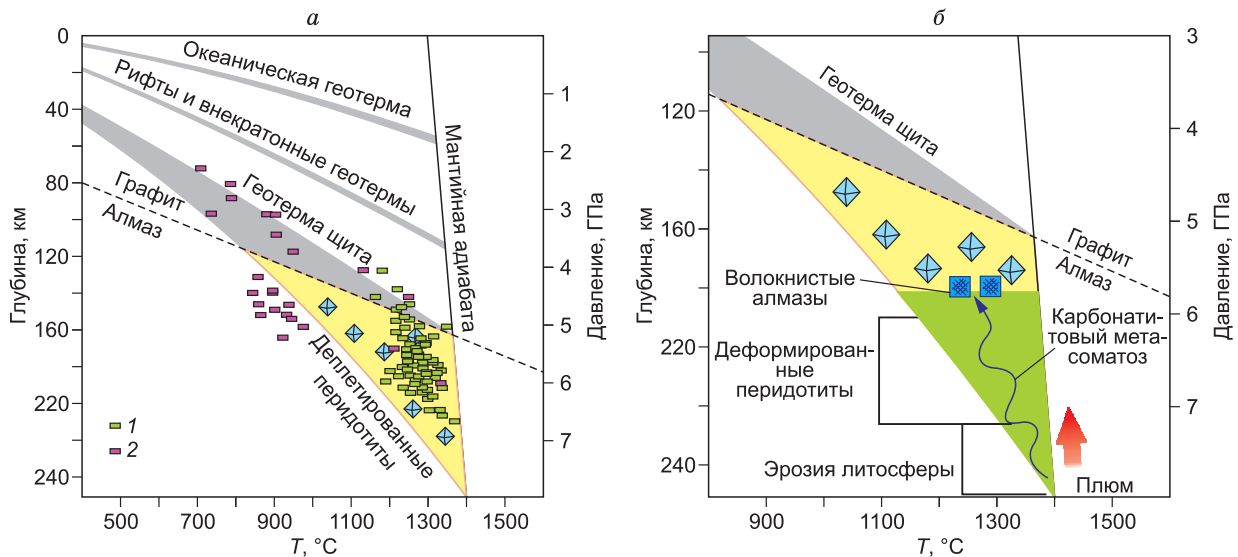 а
0
40
80
120
160
200
220
240
Глубина, км
500
700
900
1100
1300
1500
T, °C
1
2
3
4
5
6
7
Давление, ГПа
Океаническая геотерма
Рифты и внекратонные геотермы
Геотерма щита
Мантийная адиабата
Графит
Алмаз
Деплетированные
перидотиты
1
2
б
120
160
220
240
Глубина, км
900
1100
1300
1500
T, °C
3
4
5
6
7
Давление, ГПа
Геотерма щита
Графит
Алмаз
Волокнистые
алмазы
Карбонати-
товый мета-
соматоз
Деформирован-
ные
перидотиты
Эрозия литосферы
Плюм